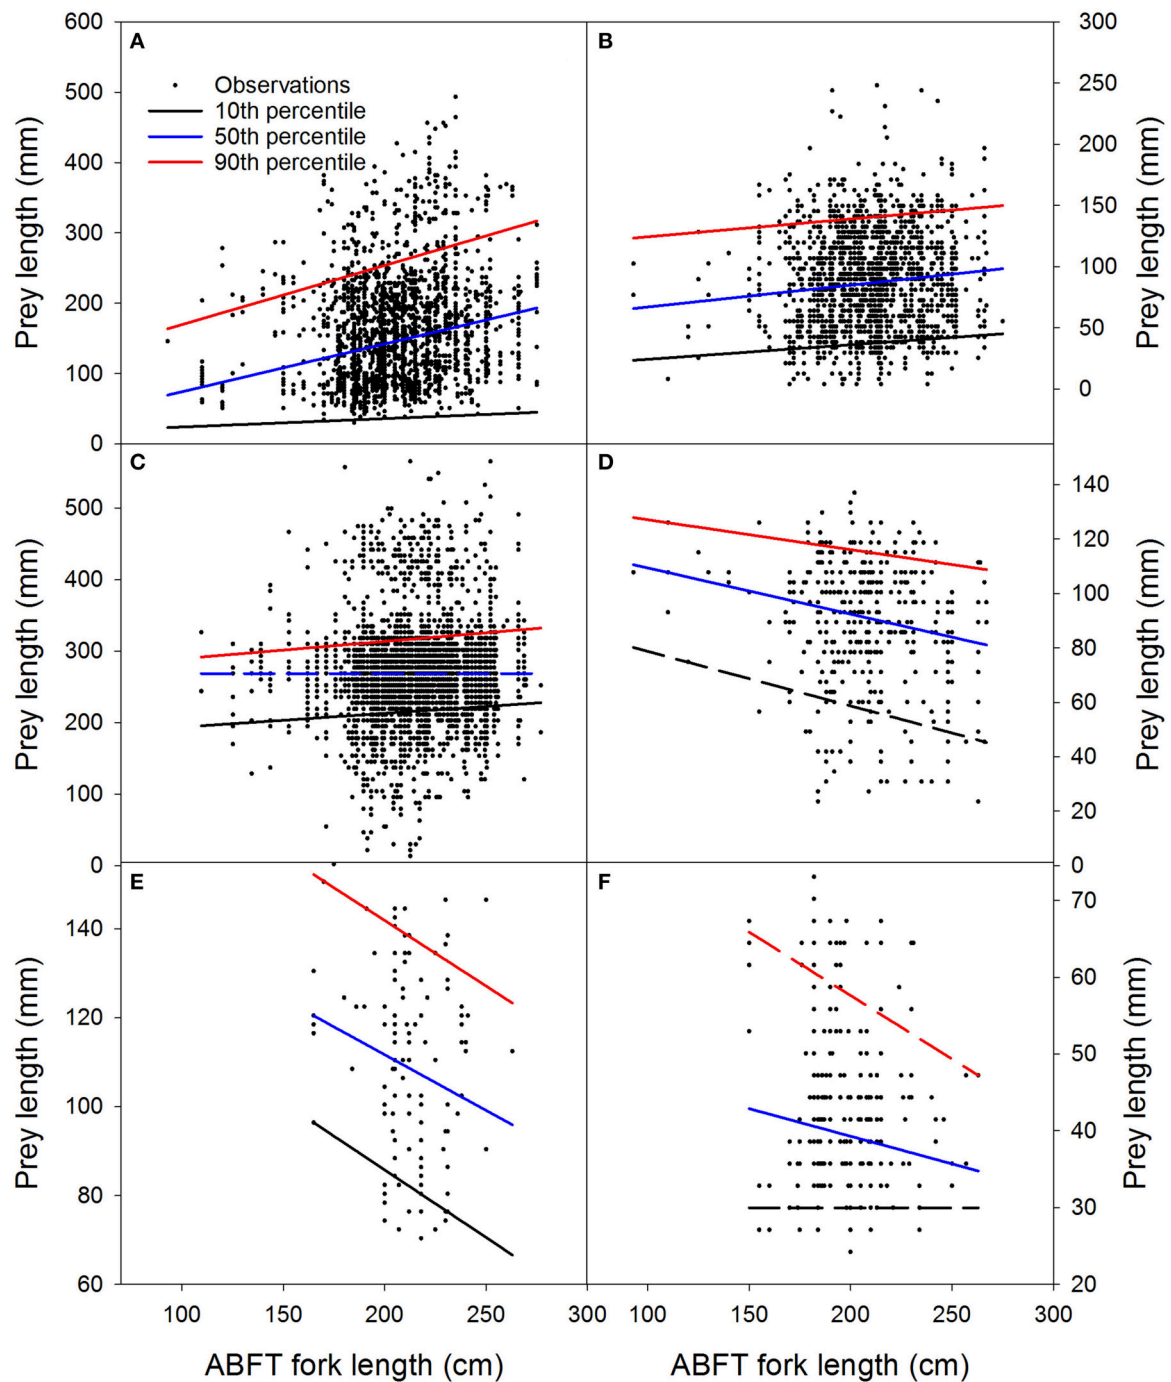 A
Observations
10th percentile
50th percentile
90th percentile
600
500
400
300
200
100
0
Prey length (mm)
B
300
250
200
150
100
50
0
Prey length (mm)
C
500
400
300
200
100
0
Prey length (mm)
D
140
120
100
80
60
40
20
0
Prey length (mm)
E
140
120
100
80
60
Prey length (mm)
100 150 200 250 300
ABFT fork length (cm)
F
70
60
50
40
30
20
Prey length (mm)
100 150 200 250 300
ABFT fork length (cm)